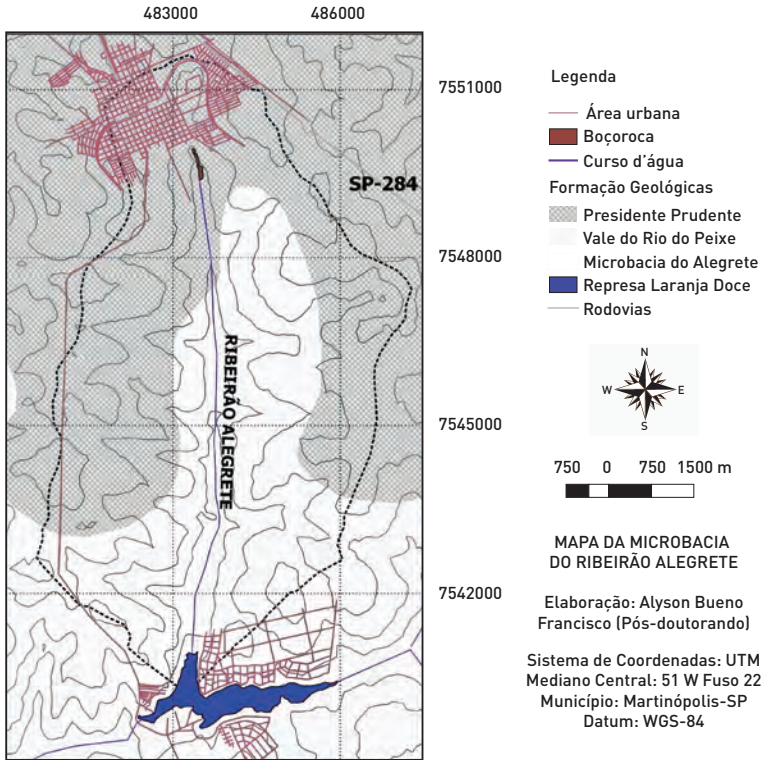 483000
486000
7551000
SP-284
7548000
RIBEIRÃO ALEGRETE
7545000
7542000
Legenda
Área urbana
Boçoroca
Curso d'água
Formação Geológicas
Presidente Prudente
Vale do Rio do Peixe
Microbacia do Alegrete
Represa Laranja Doce
Rodovias
N
W
E
S
750 0 750 1500 m
MAPA DA MICROBACIA
DO RIBEIRÃO ALEGRETE
Elaboração: Alyson Bueno
Francisco (Pós-doutorando)
Sistema de Coordenadas: UTM
Mediano Central: 51 W Fuso 22
Município: Martinópolis-SP
Datum: WGS-84